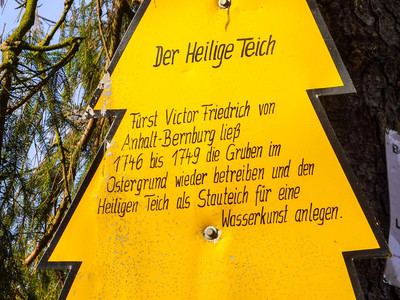 Der Heilige Teich
Fürst Victor Friedrich von
Anhalt-Bernburg ließ
1746 bis 1749 die Gruben im
Ostergrund wieder betreiben und den
Heiligen Teich als Stauteich für eine
Wasserkunst anlegen.